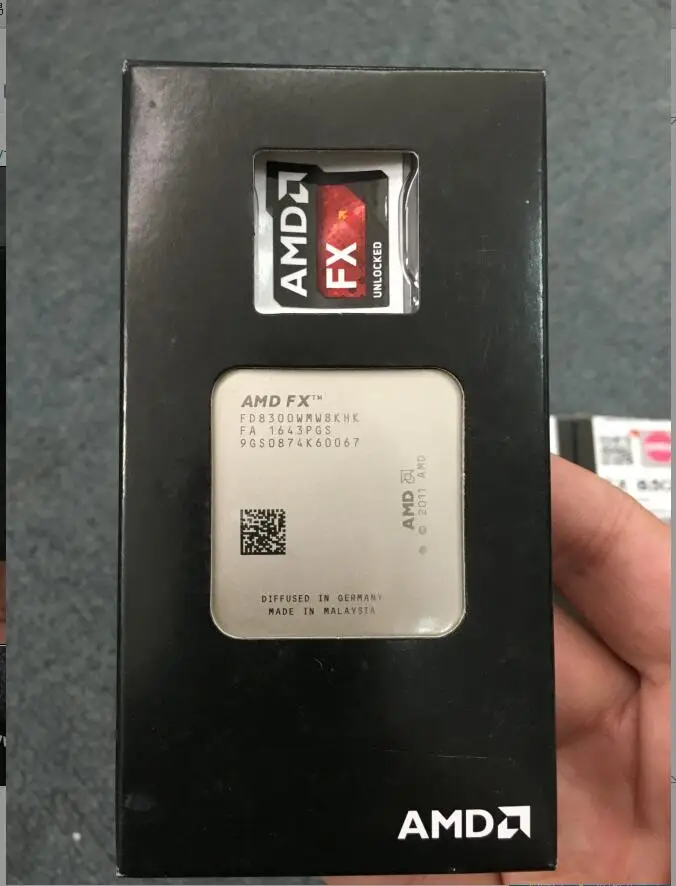 AMD
FX
UNLOCKED
AMD FX™
FD8300WMW8KHK
FA 1643PGS
9GS0874K60067
AMD
© 2011 AMD
DIFFUSED IN GERMANY
MADE IN MALAYSIA
AMD